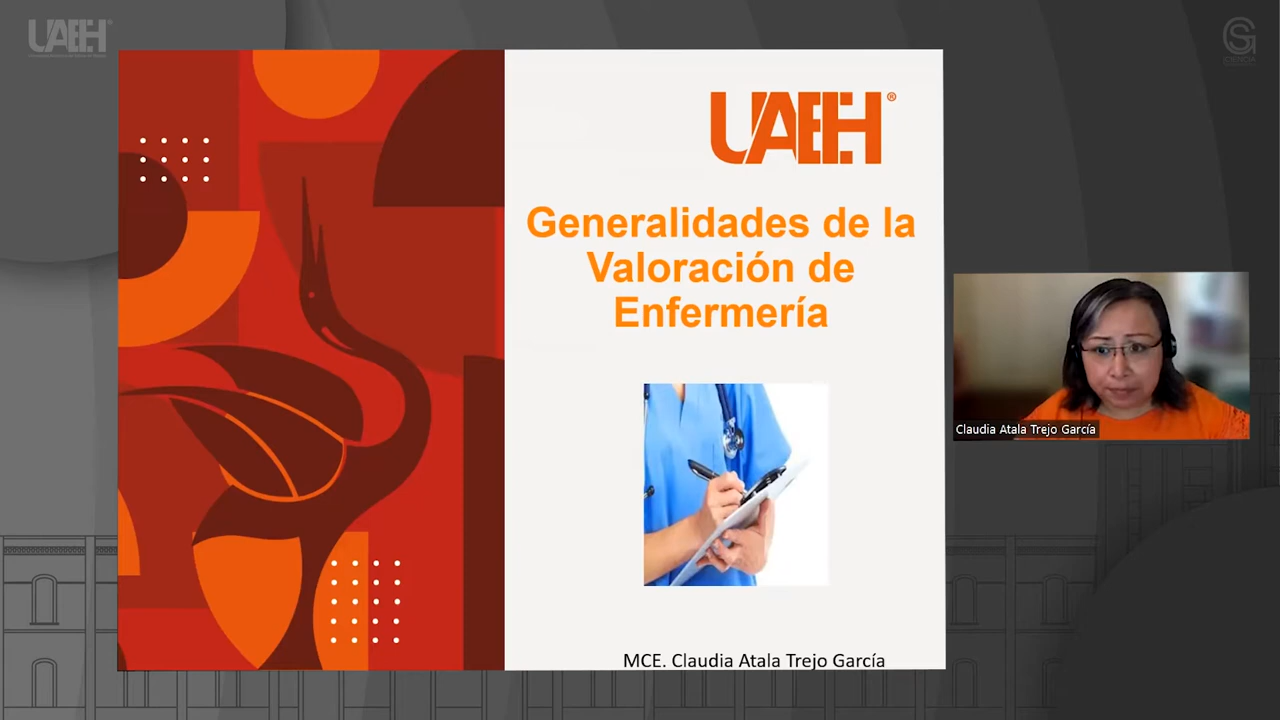 UAEH
UAEH®
Generalidades de la
Valoración de
Enfermería
Claudia Atala Trejo García
MCE. Claudia Atala Trejo García